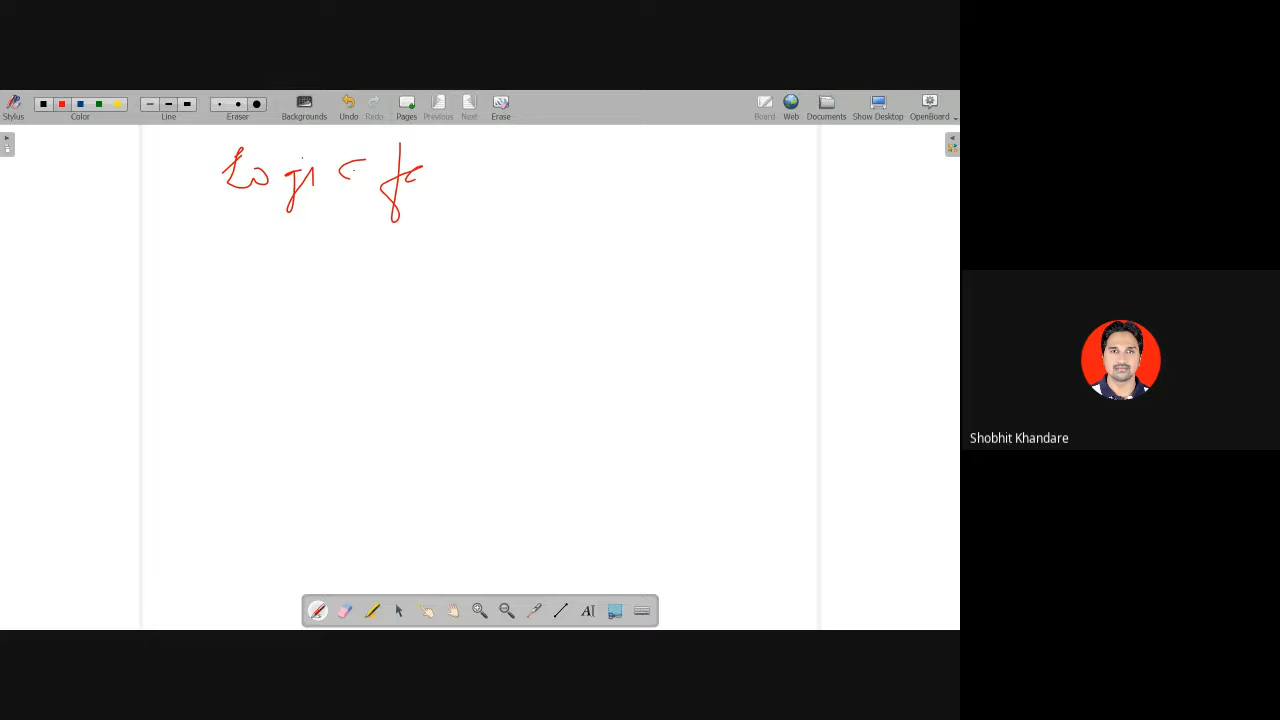 Stylus
Color
Line
Eraser
Backgrounds
Undo
Redo
Pages
Previous
Next
Erase
Board
Web
Documents
Show Desktop
OpenBoard
Logic
Shobhit Khandare